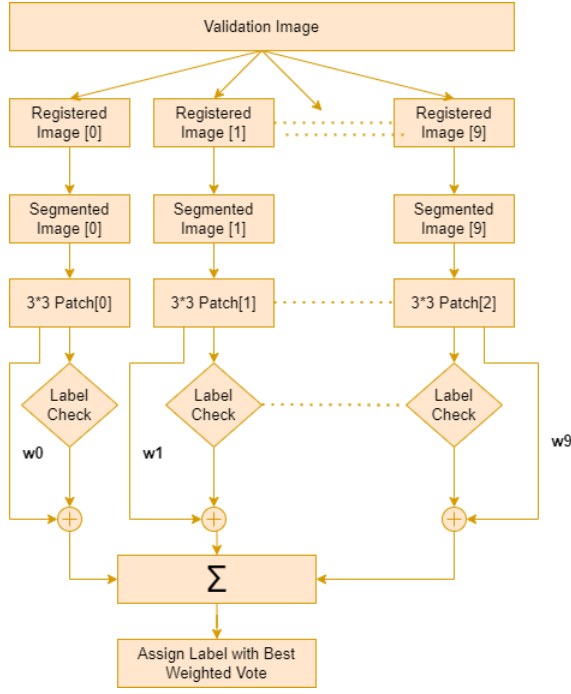 Validation Image
Registered
Image [0]
Registered
Image [1]
Registered
Image [9]
Segmented
Image [0]
Segmented
Image [1]
Segmented
Image [9]
3*3 Patch[0]
3*3 Patch[1]
3*3 Patch[2]
Label
Check
Label
Check
Label
Check
w0
w1
w9
Σ
Assign Label with Best
Weighted Vote